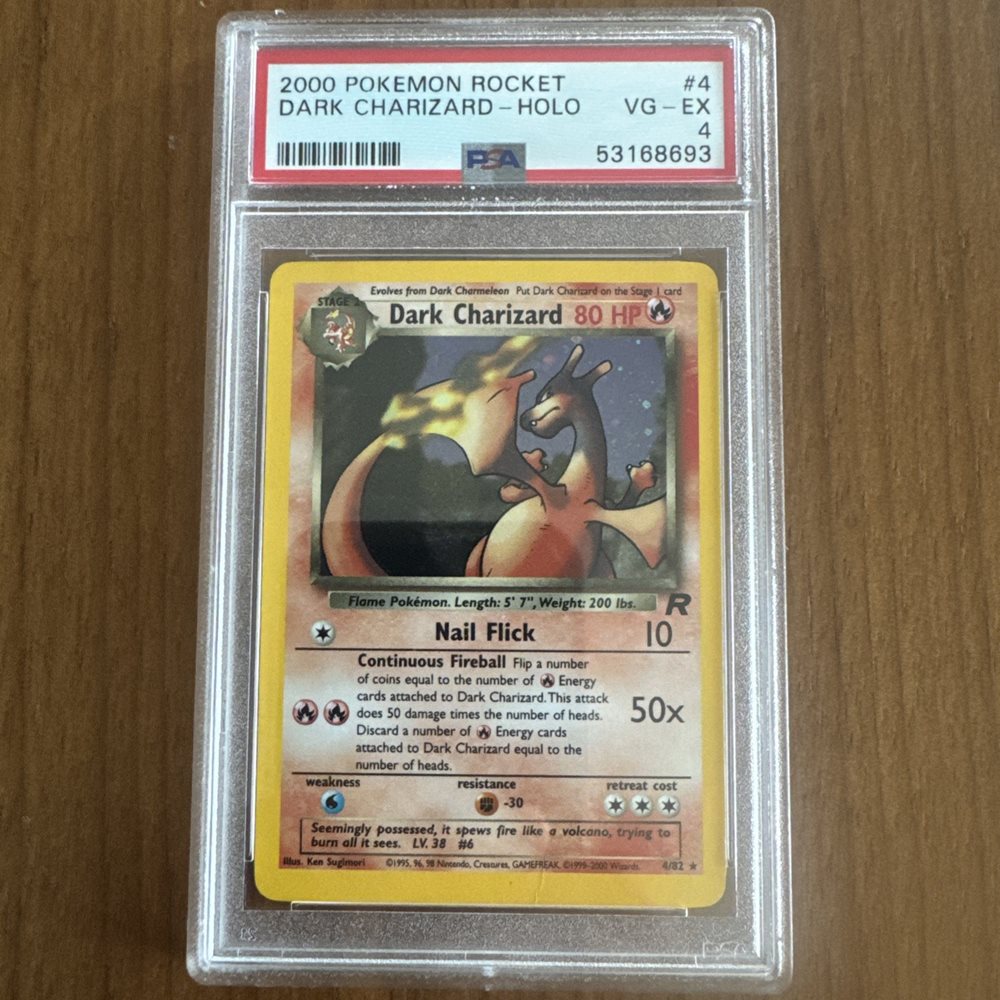 2000 POKEMON ROCKET #4
DARK CHARIZARD - HOLO VG - EX
4
PSA 53168693
Evolves from Dark Charmeleon Put Dark Charizard on the Stage 1 card
STAGE 2
Dark Charizard 80 HP
Flame Pokémon. Length: 5' 7", Weight: 200 lbs.
R
Nail Flick 10
Continuous Fireball Flip a number
of coins equal to the number of Energy
cards attached to Dark Charizard. This attack
does 50 damage times the number of heads.
50x
Discard a number of Energy cards
attached to Dark Charizard equal to the
number of heads.
weakness resistance retreat cost
-30
Seemingly possessed, it spews fire like a volcano, trying to
burn all it sees. LV. 38 #6
Illus. Ken Sugimori ©1995, 96, 98 Nintendo, Creatures, GAMEFREAK. ©1999-2000 Wizards. 4/82 ★